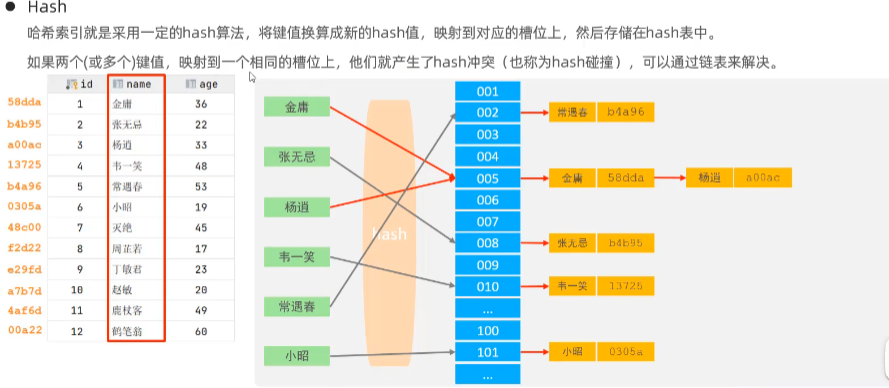 Hash
哈希索引就是采用一定的hash算法，将键值换算成新的hash值，映射到对应的槽位上，然后存储在hash表中。
如果两个(或多个)键值，映射到一个相同的槽位上，他们就产生了hash冲突（也称为hash碰撞），可以通过链表来解决。
id name age
58dda 1 金庸 36
b4b95 2 张无忌 22
a00ac 3 杨逍 33
13725 4 韦一笑 48
b4a96 5 常遇春 53
0305a 6 小昭 19
48c00 7 灭绝 45
f2d22 8 周芷若 17
e29fd 9 丁敏君 23
a7b7d 10 赵敏 20
4af6d 11 鹿杖客 49
00a22 12 鹤笔翁 60
金庸
张无忌
杨逍
韦一笑
常遇春
小昭
hash
001
002 常遇春 b4a96
003
004
005 金庸 58dda 杨逍 a00ac
006
007
008 张无忌 b4b95
009
010 韦一笑 13725
...
100
101 小昭 0305a
...